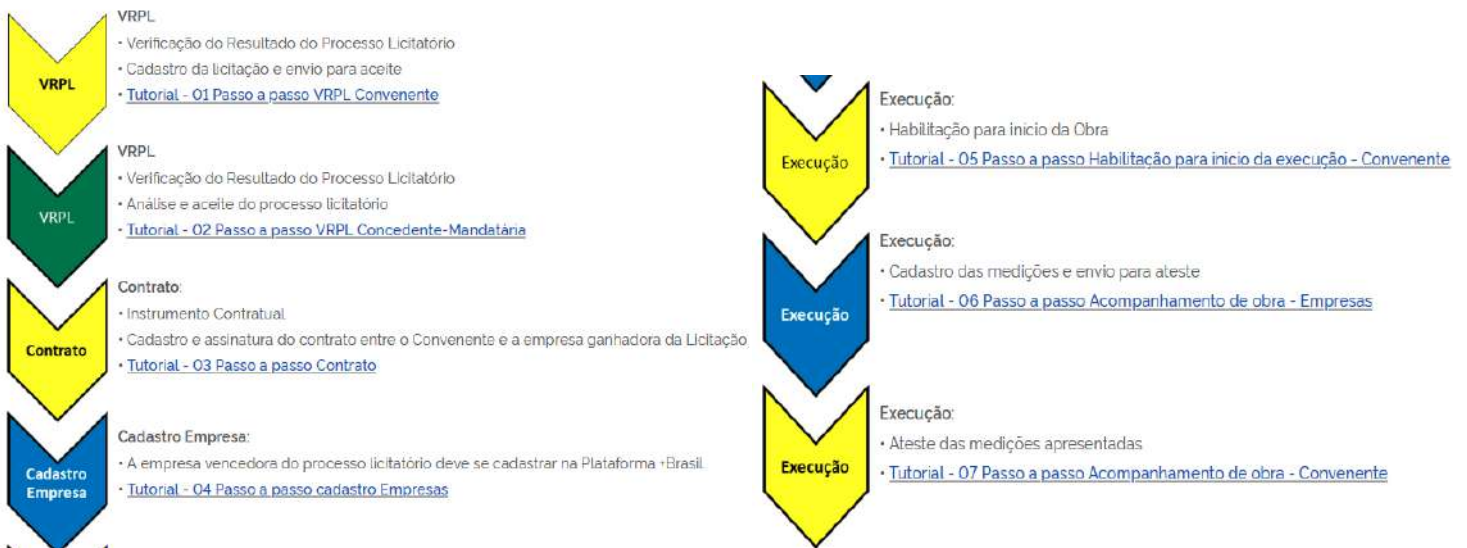 VRPL
VRPL
• Verificação do Resultado do Processo Licitatório
• Cadastro da licitação e envio para aceite
• Tutorial - 01 Passo a passo VRPL Convenente
VRPL
VRPL
• Verificação do Resultado do Processo Licitatório
• Análise e aceite do processo licitatório
• Tutorial - 02 Passo a passo VRPL Concedente-Mandatária
Contrato
Contrato:
• Instrumento Contratual
• Cadastro e assinatura do contrato entre o Convenente e a empresa ganhadora da Licitação
• Tutorial - 03 Passo a passo Contrato
Cadastro
Empresa
Cadastro Empresa:
• A empresa vencedora do processo licitatório deve se cadastrar na Plataforma +Brasil.
• Tutorial - 04 Passo a passo cadastro Empresas
Execução
Execução:
• Habilitação para inicio da Obra
• Tutorial - 05 Passo a passo Habilitação para inicio da execução - Convenente
Execução
Execução:
• Cadastro das medições e envio para ateste
• Tutorial - 06 Passo a passo Acompanhamento de obra - Empresas
Execução
Execução:
• Ateste das medições apresentadas
• Tutorial - 07 Passo a passo Acompanhamento de obra - Convenente